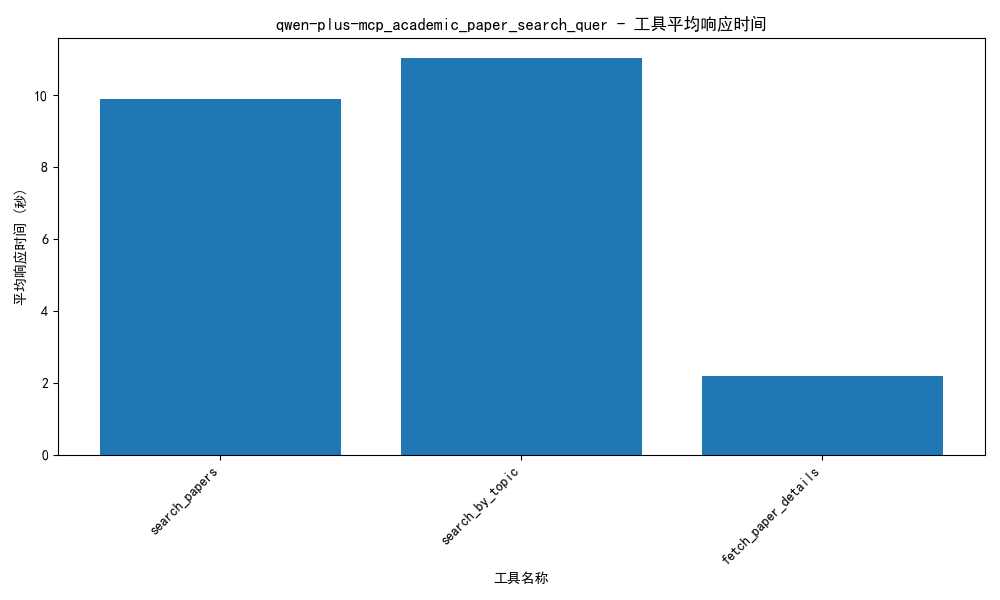 qwen-plus-mcp_academic_paper_search_quer - 工具平均响应时间
平均响应时间 (秒)
10
8
6
4
2
0
search_papers
search_by_topic
fetch_paper_details
工具名称